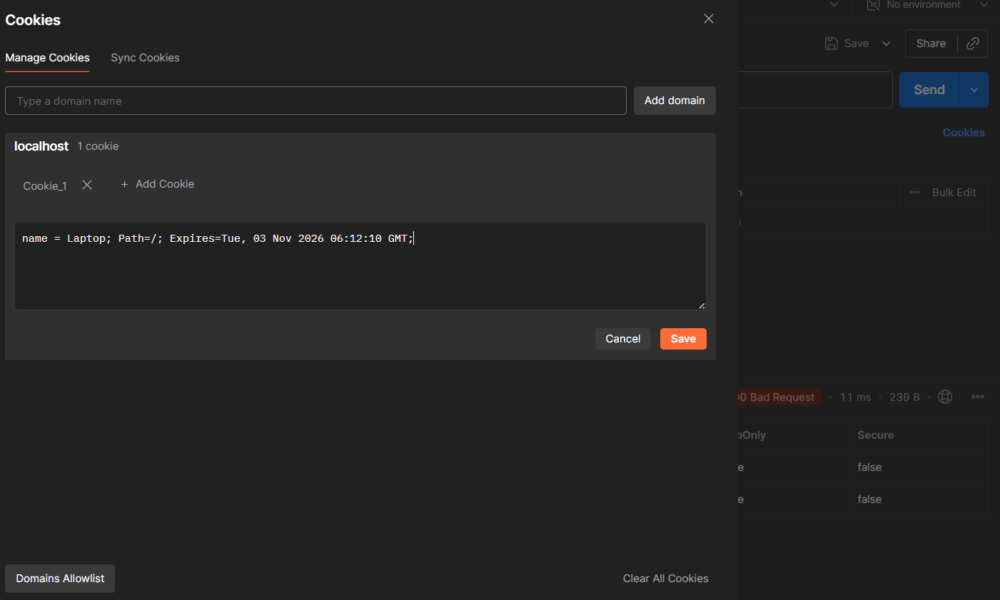 Cookies
No environment
Manage Cookies
Sync Cookies
Save
Share
Type a domain name
Add domain
Send
Cookies
localhost 1 cookie
Cookie_1
+ Add Cookie
Bulk Edit
name = Laptop; Path=/; Expires=Tue, 03 Nov 2026 06:12:10 GMT;
Cancel
Save
Bad Request • 11 ms • 239 B
Secure
false
false
Domains Allowlist
Clear All Cookies